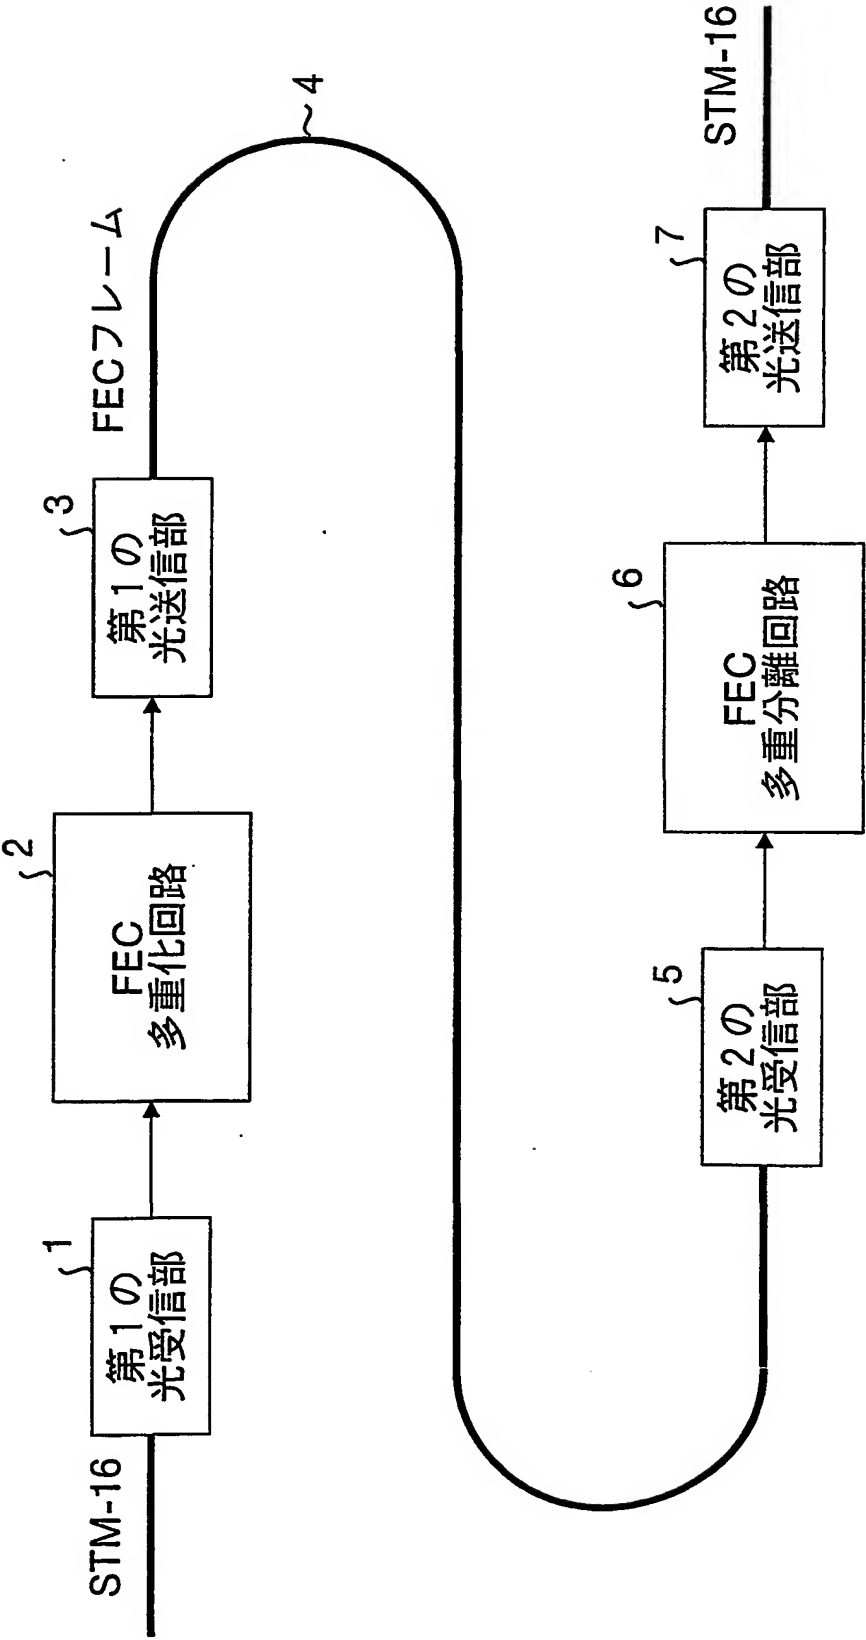 STM-16
1
第1の
光受信部
2
FEC
多重化回路
3
第1の
光送信部
FECフレーム
4
5
第2の
光受信部
6
FEC
多重分離回路
7
第2の
光送信部
STM-16